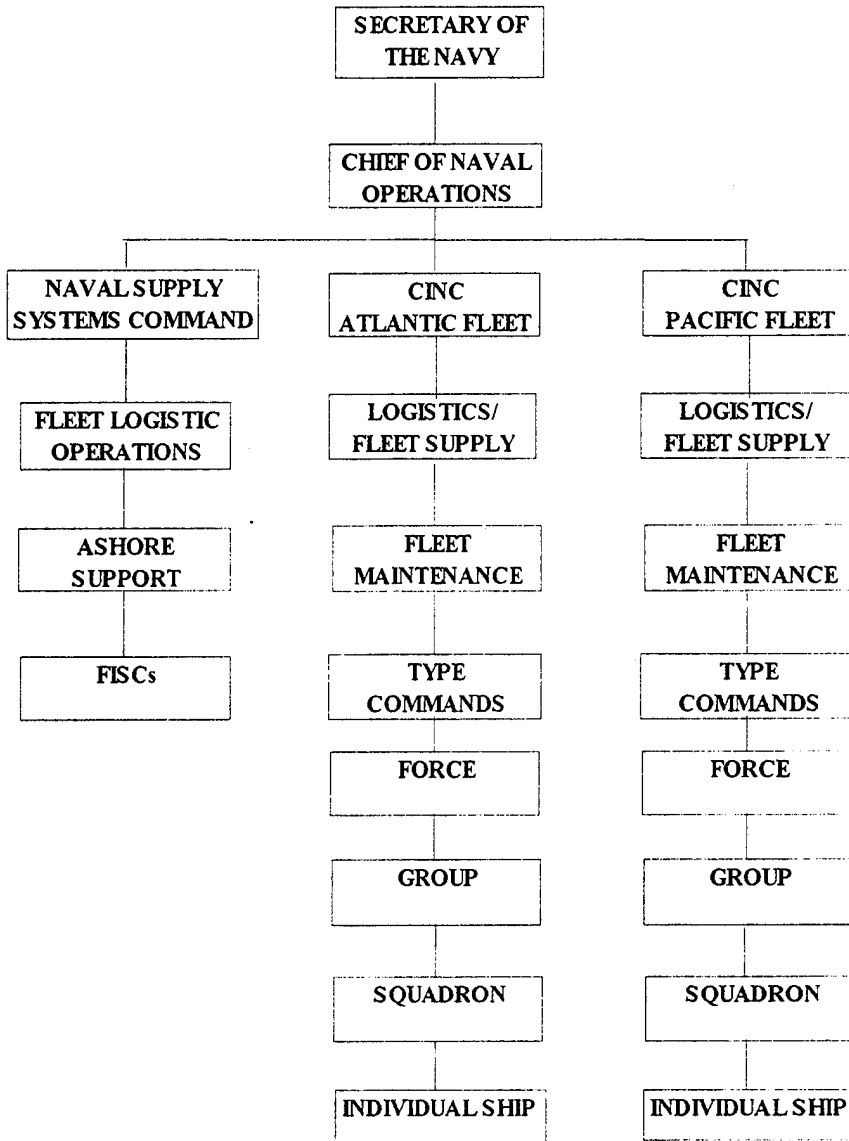 SECRETARY OF
THE NAVY
CHIEF OF NAVAL
OPERATIONS
NAVAL SUPPLY
SYSTEMS COMMAND
CINC
ATLANTIC FLEET
CINC
PACIFIC FLEET
FLEET LOGISTIC
OPERATIONS
LOGISTICS/
FLEET SUPPLY
LOGISTICS/
FLEET SUPPLY
ASHORE
SUPPORT
FLEET
MAINTENANCE
FLEET
MAINTENANCE
FISCs
TYPE
COMMANDS
TYPE
COMMANDS
FORCE
FORCE
GROUP
GROUP
SQUADRON
SQUADRON
INDIVIDUAL SHIP
INDIVIDUAL SHIP